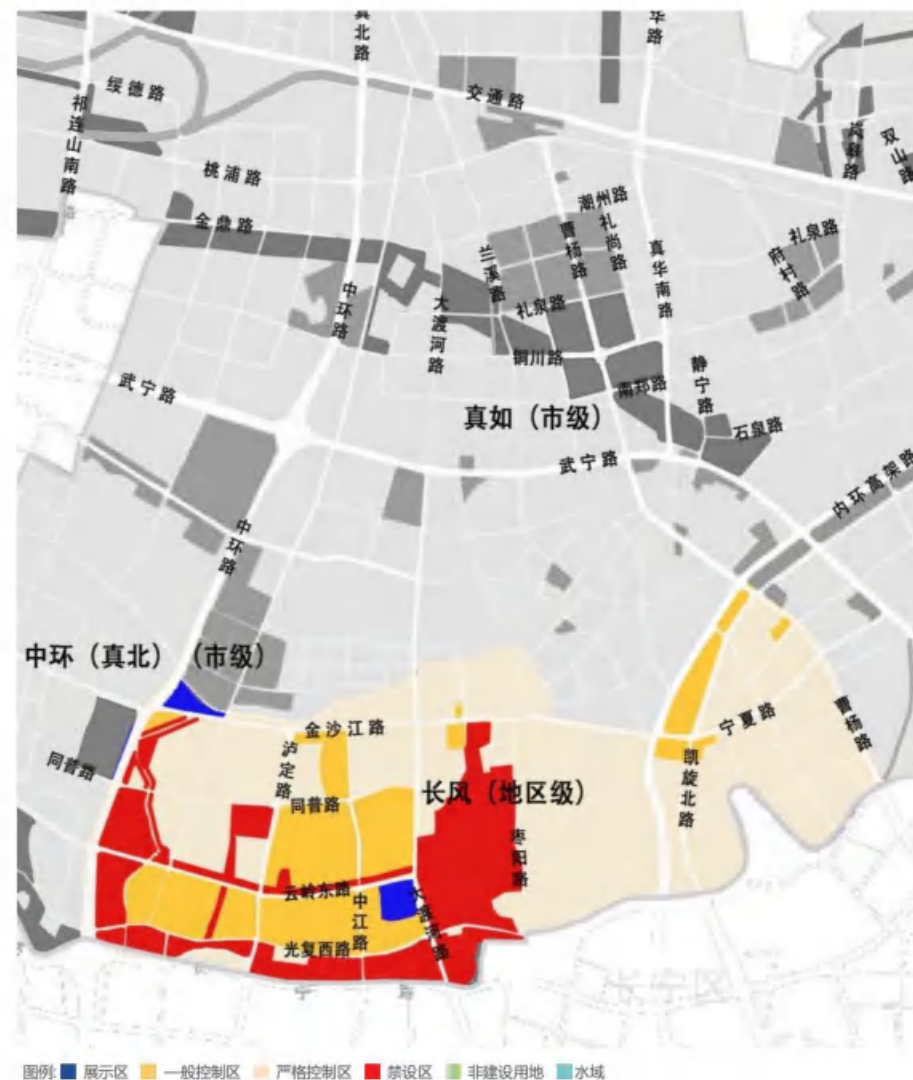 真北路
华路
绥德路
交通路
祁连山南路
岚皋路
双山路
桃浦路
潮州路
金鼎路
曹杨路
礼尚路
礼泉路
府村路
兰溪路
真华南路
中环路
大渡河路
礼泉路
铜川路
静宁路
武宁路
南郑路
真如（市级）
石泉路
武宁路
内环高架路
中环路
中环（真北）（市级）
金沙江路
宁夏路
曹杨路
泸定路
同普路
凯旋北路
长风（地区级）
同普路
枣阳路
云岭东路
中江路
大渡河路
光复西路
长宁区
图例: 展示区 一般控制区 严格控制区 禁设区 非建设用地 水域